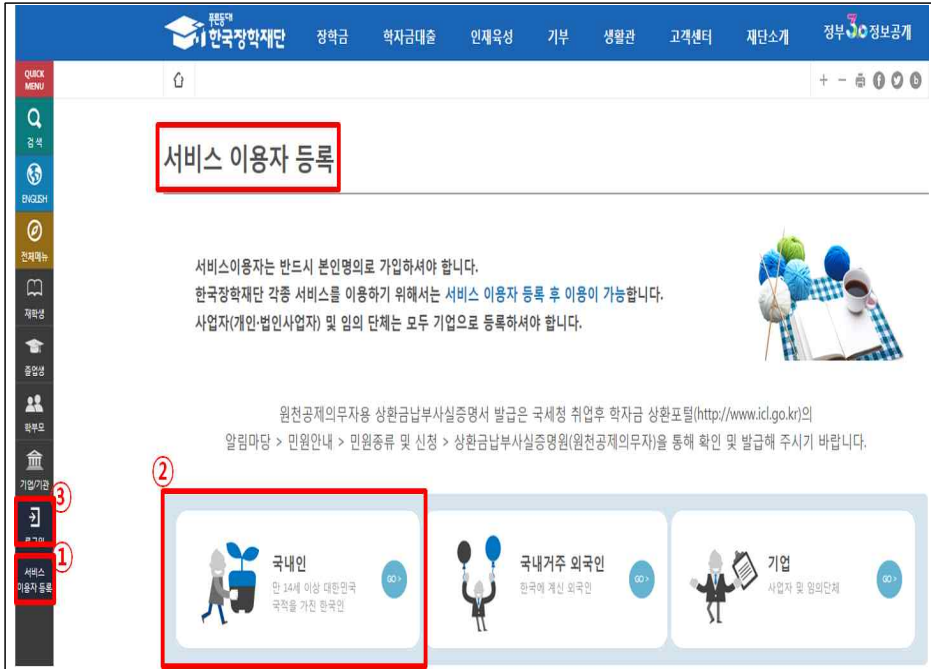 푸른등대
한국장학재단 장학금 학자금대출 인재육성 기부 생활관 고객센터 재단소개 정부3.0정보공개
QUICK
MENU
검색
ENGLISH
전체메뉴
재학생
졸업생
학부모
기업/기관
③
로그인
①
서비스
이용자 등록
서비스 이용자 등록
서비스이용자는 반드시 본인명의로 가입하셔야 합니다.
한국장학재단 각종 서비스를 이용하기 위해서는 서비스 이용자 등록 후 이용이 가능합니다.
사업자(개인·법인사업자) 및 임의 단체는 모두 기업으로 등록하셔야 합니다.
원천공제의무자용 상환금납부사실증명서 발급은 국세청 취업후 학자금 상환포털(http://www.icl.go.kr)의
알림마당 > 민원안내 > 민원종류 및 신청 > 상환금납부사실증명원(원천공제의무자)을 통해 확인 및 발급해 주시기 바랍니다.
②
국내인
만 14세 이상 대한민국
국적을 가진 한국인
GO >
국내거주 외국인
한국에 계신 외국인
GO >
기업
사업자 및 임의단체
GO >